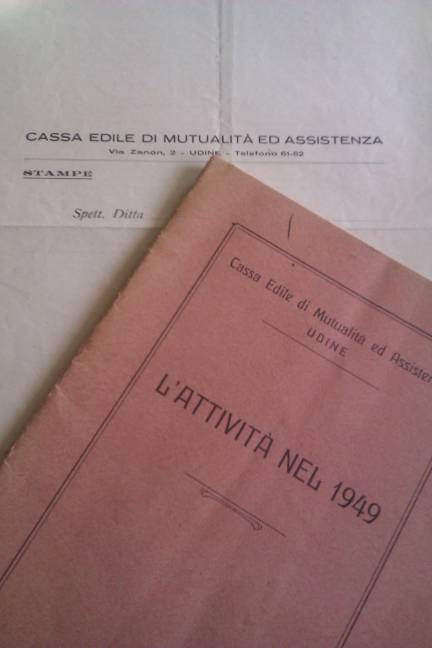 CASSA EDILE DI MUTUALITÀ ED ASSISTENZA
Via Zanon, 2 - UDINE - Telefono 61-62
STAMPE
Spett. Ditta
Cassa Edile di Mutualità ed Assisten
UDINE
L'ATTIVITÀ NEL 1949